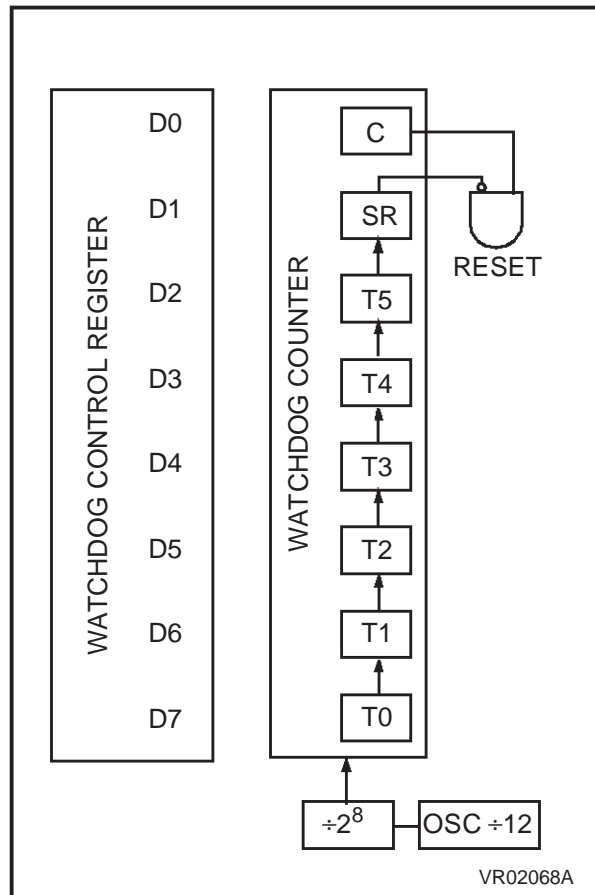 WATCHDOG CONTROL REGISTER
D0
D1
D2
D3
D4
D5
D6
D7
WATCHDOG COUNTER
C
SR
T5
T4
T3
T2
T1
T0
RESET
÷2⁸
OSC ÷12
VR02068A